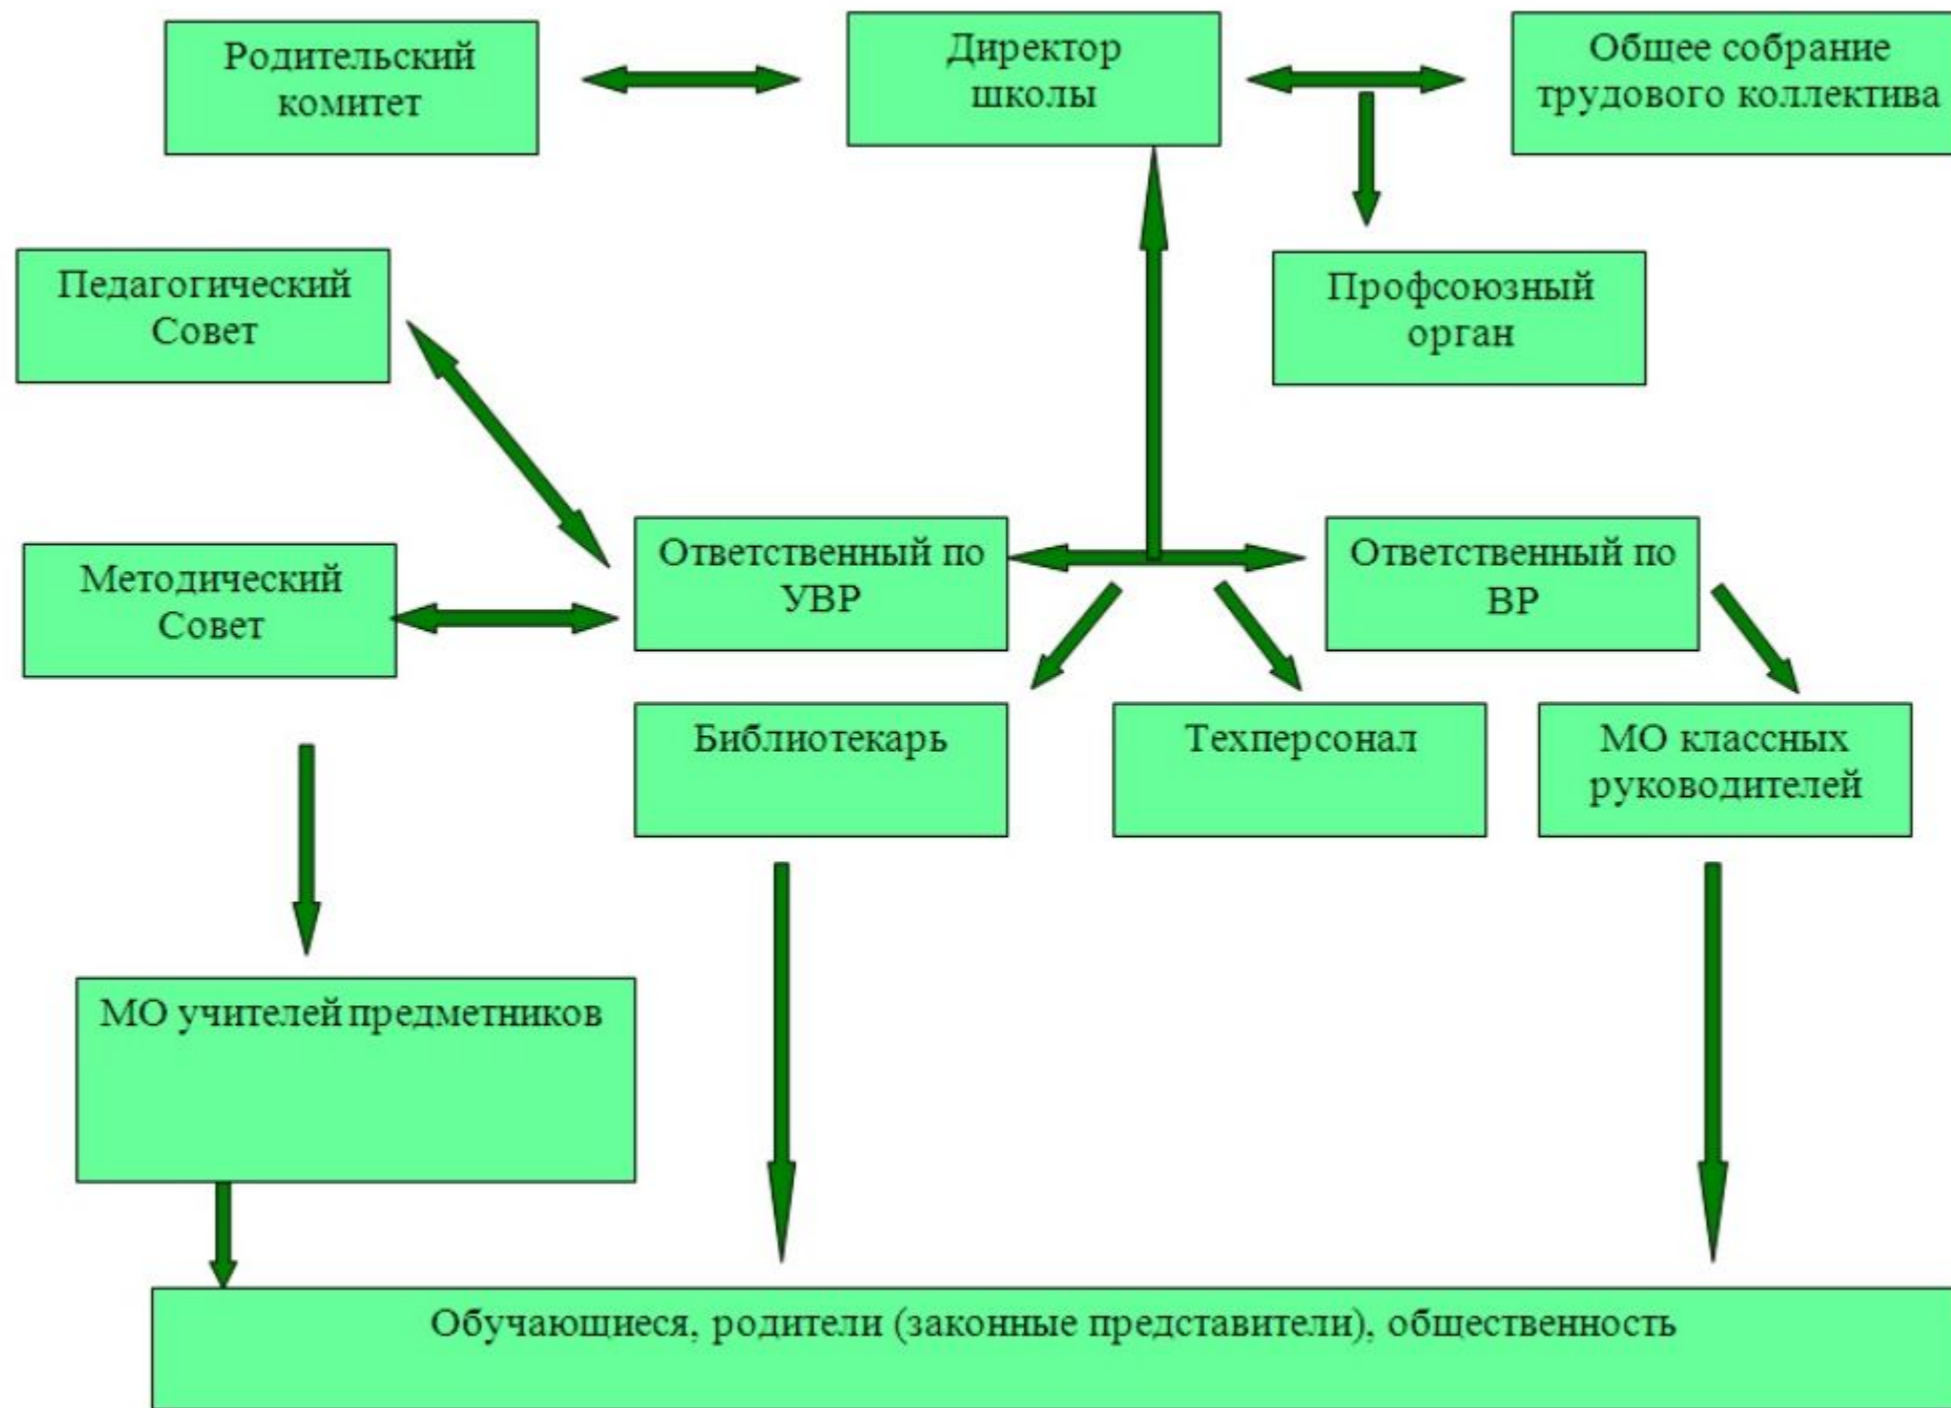 Родительский
комитет
Директор
школы
Общее собрание
трудового коллектива
Педагогический
Совет
Профсоюзный
орган
Методический
Совет
Ответственный по
УВР
Ответственный по
ВР
Библиотекарь
Техперсонал
МО классных
руководителей
МО учителей предметников
Обучающиеся, родители (законные представители), общественность